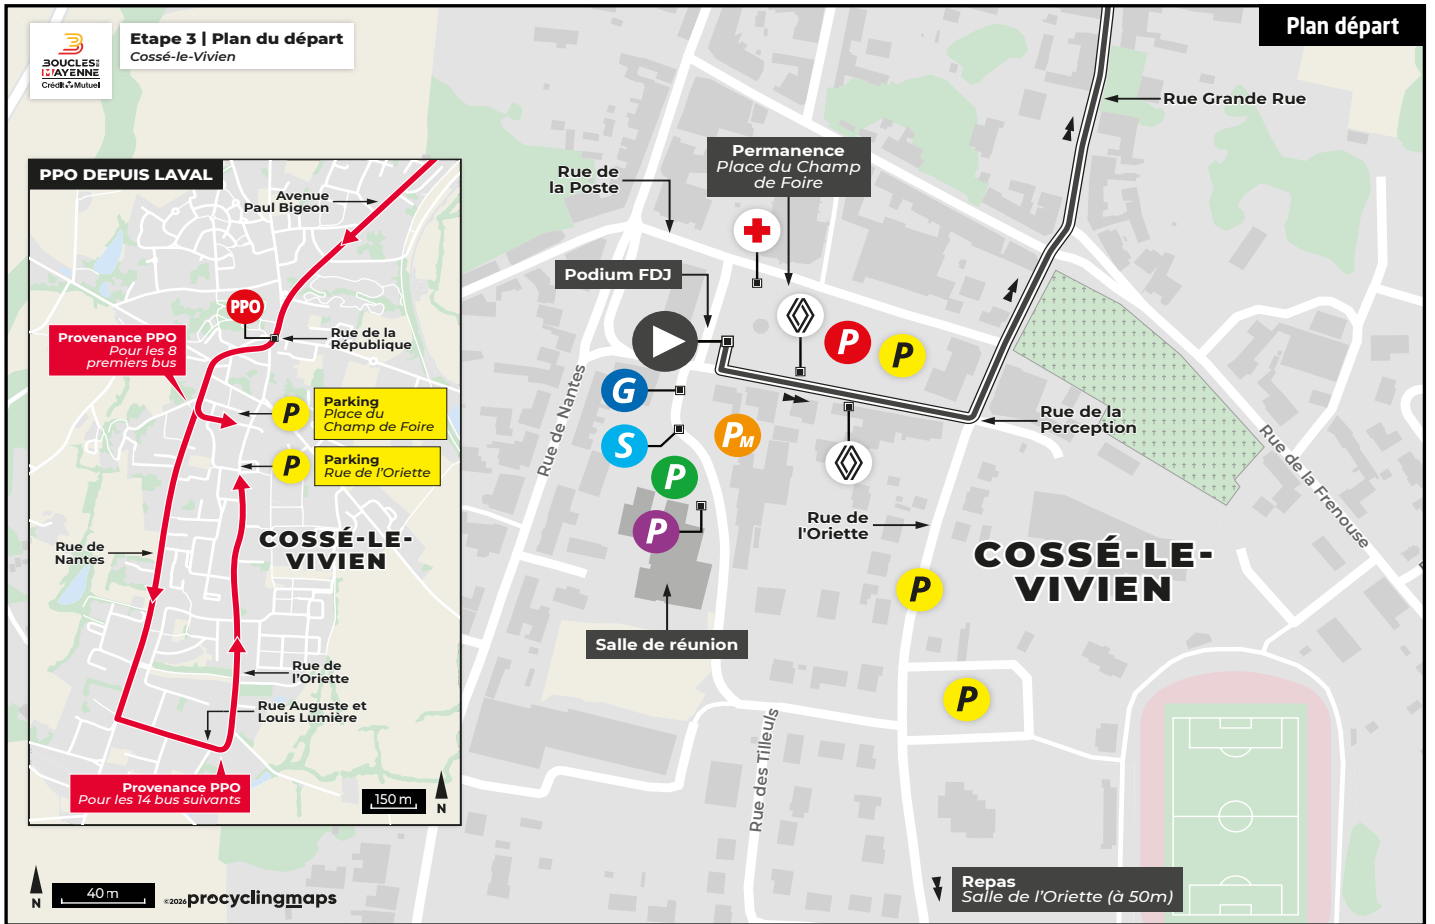 BOUCLES DE LA
MAYENNE
Crédit Mutuel
Etape 3 | Plan du départ
Cossé-le-Vivien
Plan départ
PPO DEPUIS LAVAL
Avenue
Paul Bigeon
PPO
Rue de la
République
Provenance PPO
Pour les 8
premiers bus
P
Parking
Place du
Champ de Foire
P
Parking
Rue de l'Oriette
COSSÉ-LE-
VIVIEN
Rue de
Nantes
Rue de
l'Oriette
Rue Auguste et
Louis Lumière
Provenance PPO
Pour les 14 bus suivants
150 m
N
N
40 m
©2026 procyclingmaps
Rue Grande Rue
Permanence
Place du Champ
de Foire
Rue de
la Poste
Podium FDJ
P
P
G
S
PM
P
P
Rue de Nantes
Rue de la
Perception
Rue de la Frenouse
Rue de
l'Oriette
COSSÉ-LE-
VIVIEN
P
Salle de réunion
P
Rue des Tilleuls
Repas
Salle de l'Oriette (à 50m)